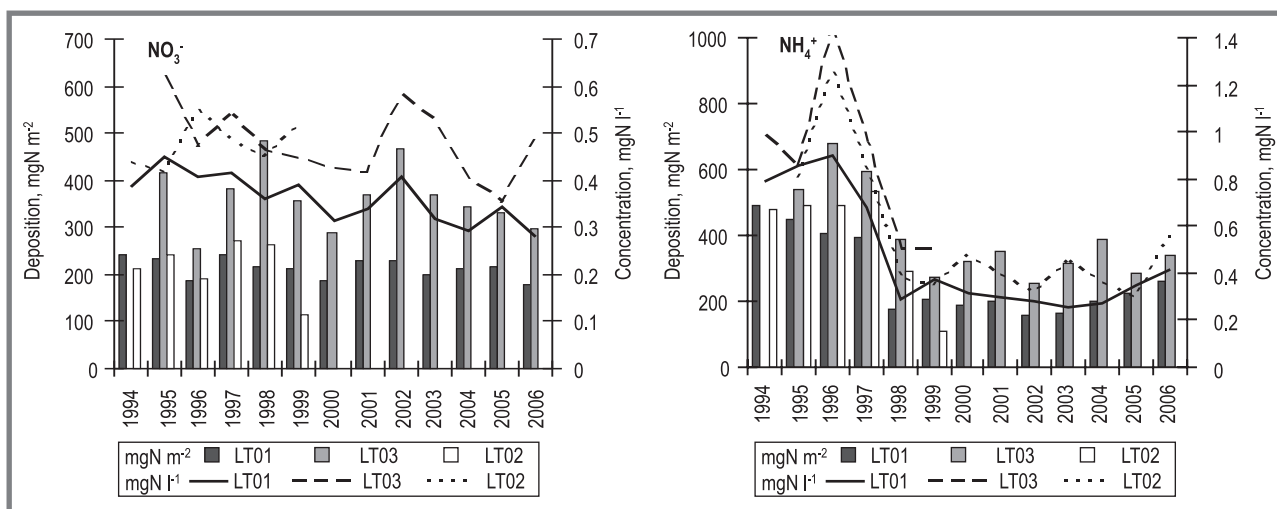 NO₃⁻
Deposition, mgN m⁻²
700
600
500
400
300
200
100
0
Concentration, mgN l⁻¹
0.7
0.6
0.5
0.4
0.3
0.2
0.1
0
1994 1995 1996 1997 1998 1999 2000 2001 2002 2003 2004 2005 2006
mgN m⁻² LT01 LT03 LT02
mgN l⁻¹ LT01 LT03 LT02
NH₄⁺
Deposition, mgN m⁻²
1000
800
600
400
200
0
Concentration, mgN l⁻¹
1.4
1.2
1
0.8
0.6
0.4
0.2
0
1994 1995 1996 1997 1998 1999 2000 2001 2002 2003 2004 2005 2006
mgN m⁻² LT01 LT03 LT02
mgN l⁻¹ LT01 LT03 LT02